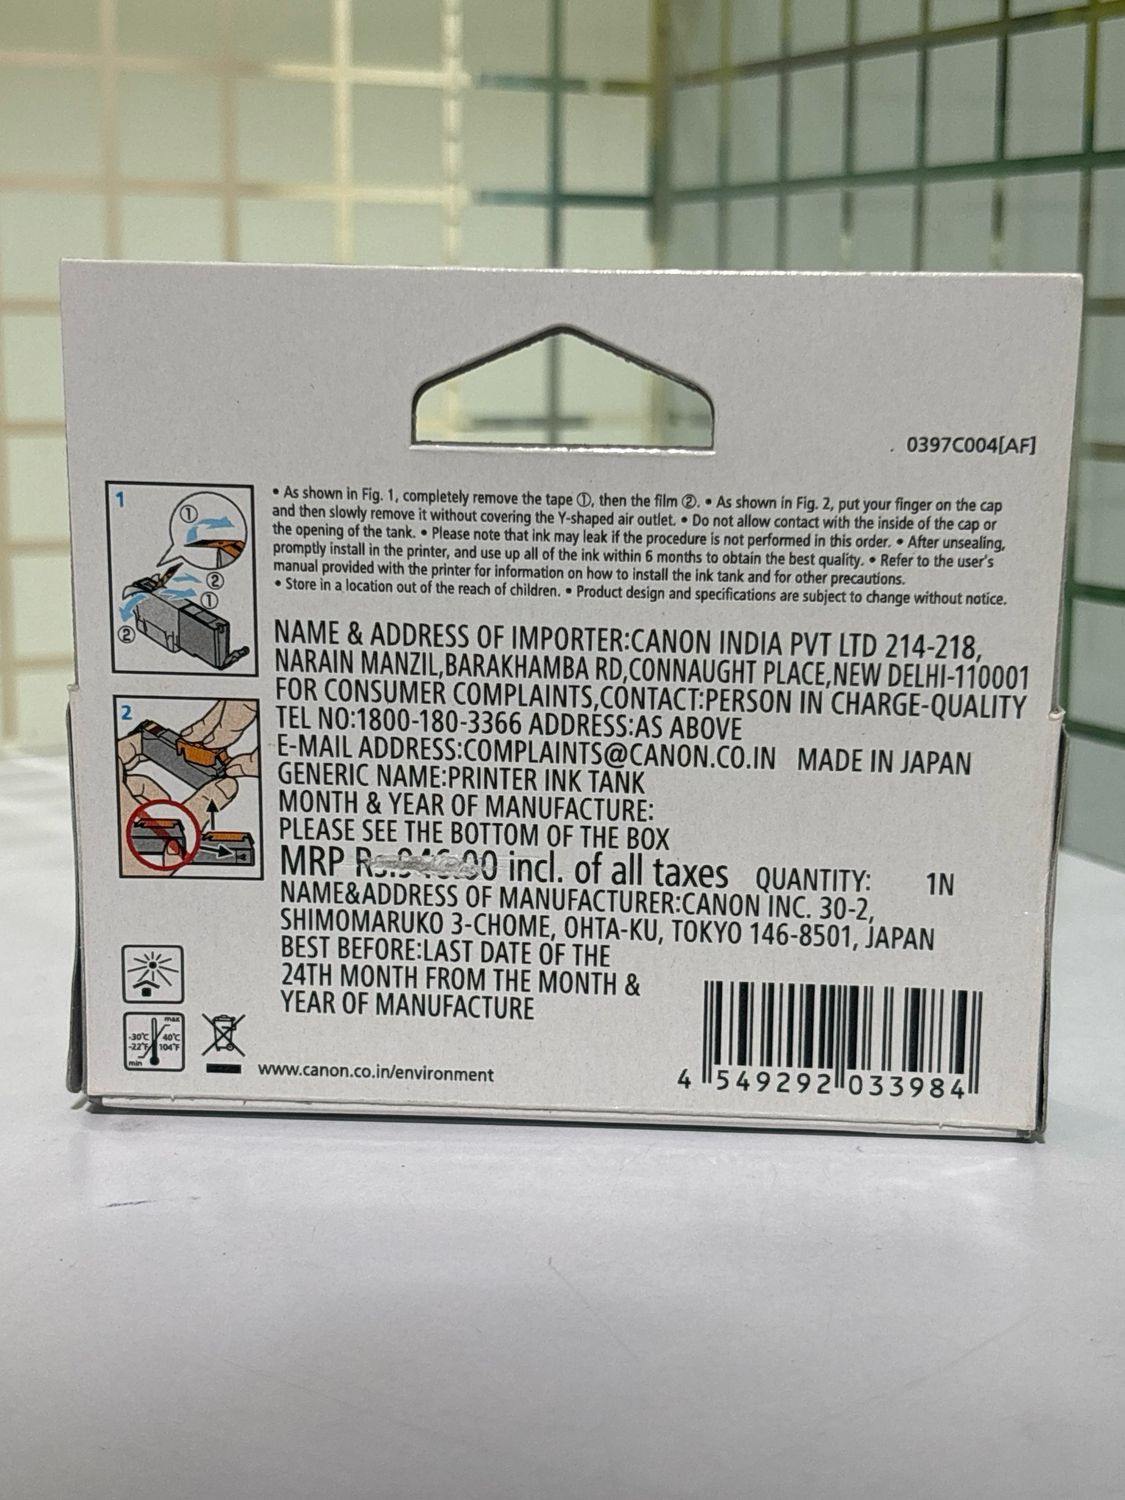 0397C004[AF]
1
① 
② 
① 
②
• As shown in Fig. 1, completely remove the tape ①, then the film ②. • As shown in Fig. 2, put your finger on the cap
and then slowly remove it without covering the Y-shaped air outlet. • Do not allow contact with the inside of the cap or
the opening of the tank. • Please note that ink may leak if the procedure is not performed in this order. • After unsealing,
promptly install in the printer, and use up all of the ink within 6 months to obtain the best quality. • Refer to the user's
manual provided with the printer for information on how to install the ink tank and for other precautions.
• Store in a location out of the reach of children. • Product design and specifications are subject to change without notice.
2
NAME & ADDRESS OF IMPORTER:CANON INDIA PVT LTD 214-218,
NARAIN MANZIL,BARAKHAMBA RD,CONNAUGHT PLACE,NEW DELHI-110001
FOR CONSUMER COMPLAINTS,CONTACT:PERSON IN CHARGE-QUALITY
TEL NO:1800-180-3366 ADDRESS:AS ABOVE
E-MAIL ADDRESS:COMPLAINTS@CANON.CO.IN MADE IN JAPAN
GENERIC NAME:PRINTER INK TANK
MONTH & YEAR OF MANUFACTURE:
PLEASE SEE THE BOTTOM OF THE BOX
MRP incl. of all taxes QUANTITY: 1N
NAME&ADDRESS OF MANUFACTURER:CANON INC. 30-2,
SHIMOMARUKO 3-CHOME, OHTA-KU, TOKYO 146-8501, JAPAN
BEST BEFORE:LAST DATE OF THE
24TH MONTH FROM THE MONTH &
YEAR OF MANUFACTURE
max
-30°C 40°C
-22°F 104°F
min
www.canon.co.in/environment
4 549292 033984